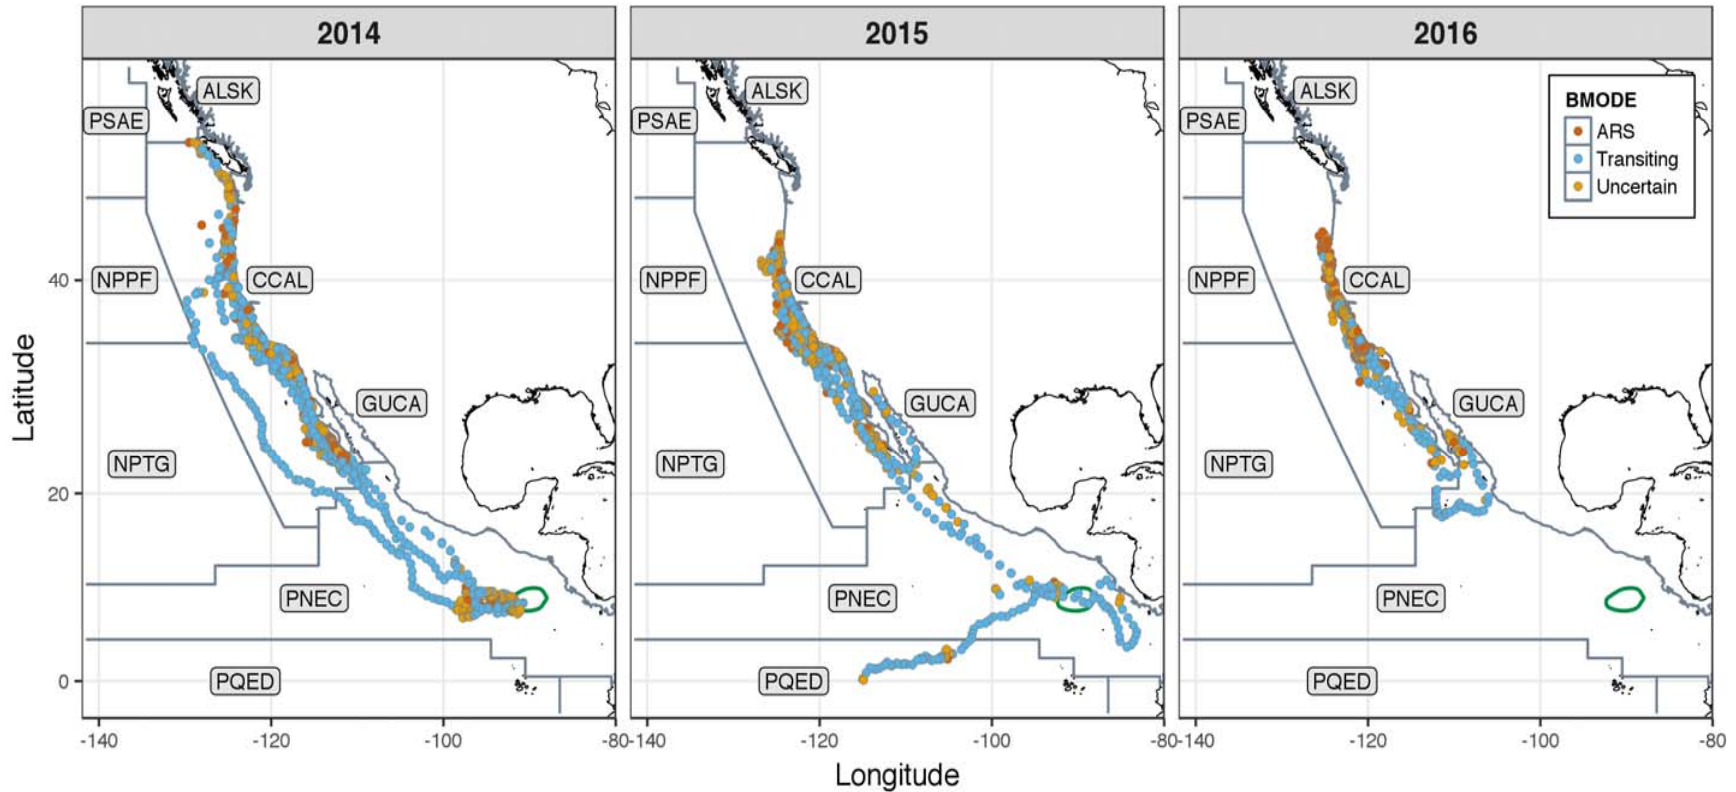 2014 2015 2016
ALSK ALSK ALSK
PSAE PSAE PSAE
BMODE
ARS
Transiting
Uncertain
40
NPPF CCAL NPPF CCAL NPPF CCAL
GUCA GUCA GUCA
NPTG NPTG NPTG
20
PNEC PNEC PNEC
0
PQED PQED PQED
-140 -120 -100 -80 -140 -120 -100 -80 -140 -120 -100 -80
Latitude
Longitude